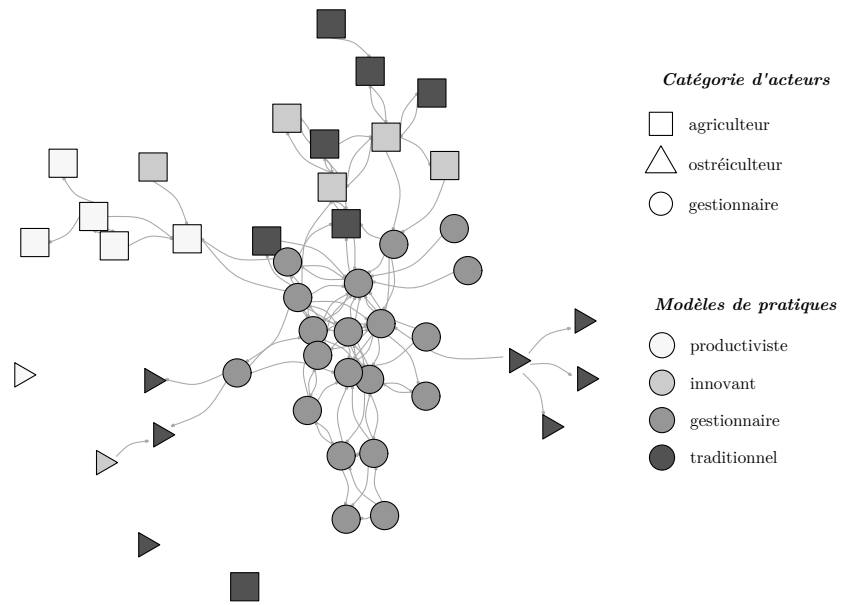 Catégorie d'acteurs
agriculteur
ostréiculteur
gestionnaire
Modèles de pratiques
productiviste
innovant
gestionnaire
traditionnel